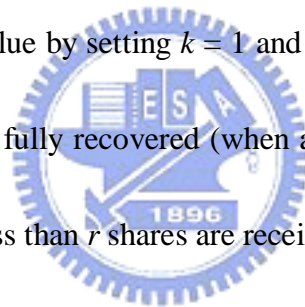 lue by setting k = 1 and
E S A
fully recovered (when a
1896
ss than r shares are recei